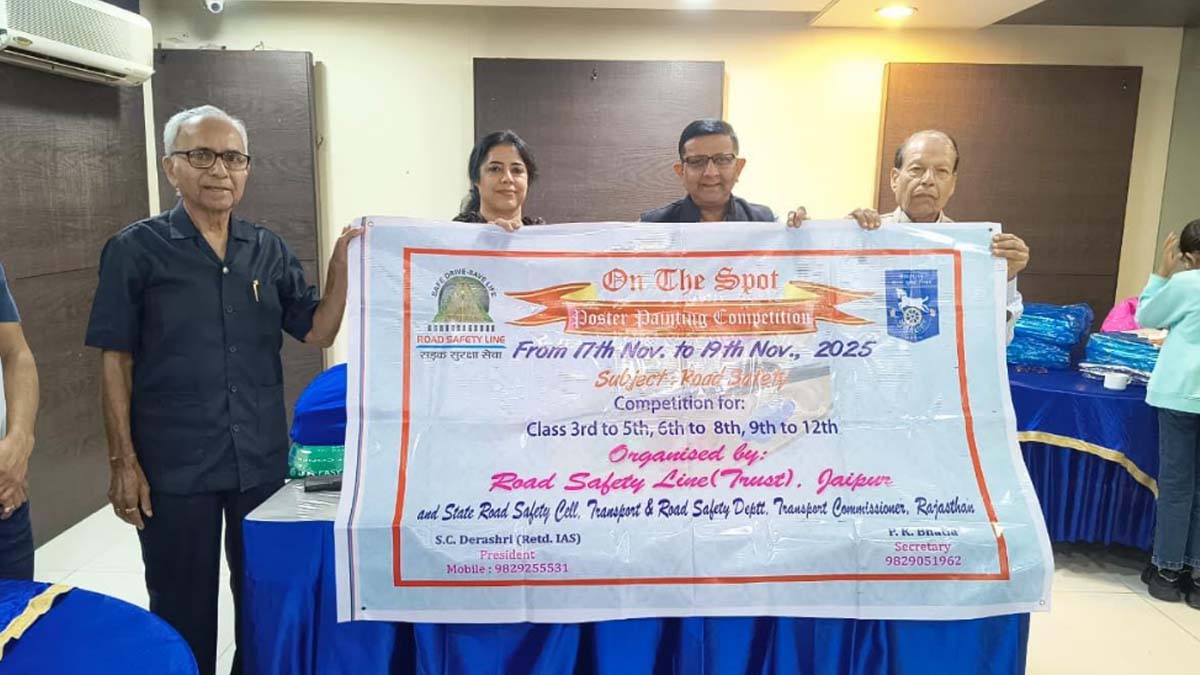 SAFE DRIVE-SAVE LIFE
ROAD SAFETY LINE
सड़क सुरक्षा सेवा
On The Spot
Poster Painting Competition
From 17th Nov. to 19th Nov., 2025
Subject : Road Safety
Competition for:
Class 3rd to 5th, 6th to 8th, 9th to 12th
Organised by:
Road Safety Line(Trust), Jaipur
and State Road Safety Cell, Transport & Road Safety Deptt, Transport Commissioner, Rajasthan
S.C. Derashri (Retd. IAS)
President
Mobile : 9829255531
P. K. Bhatia
Secretary
9829051962